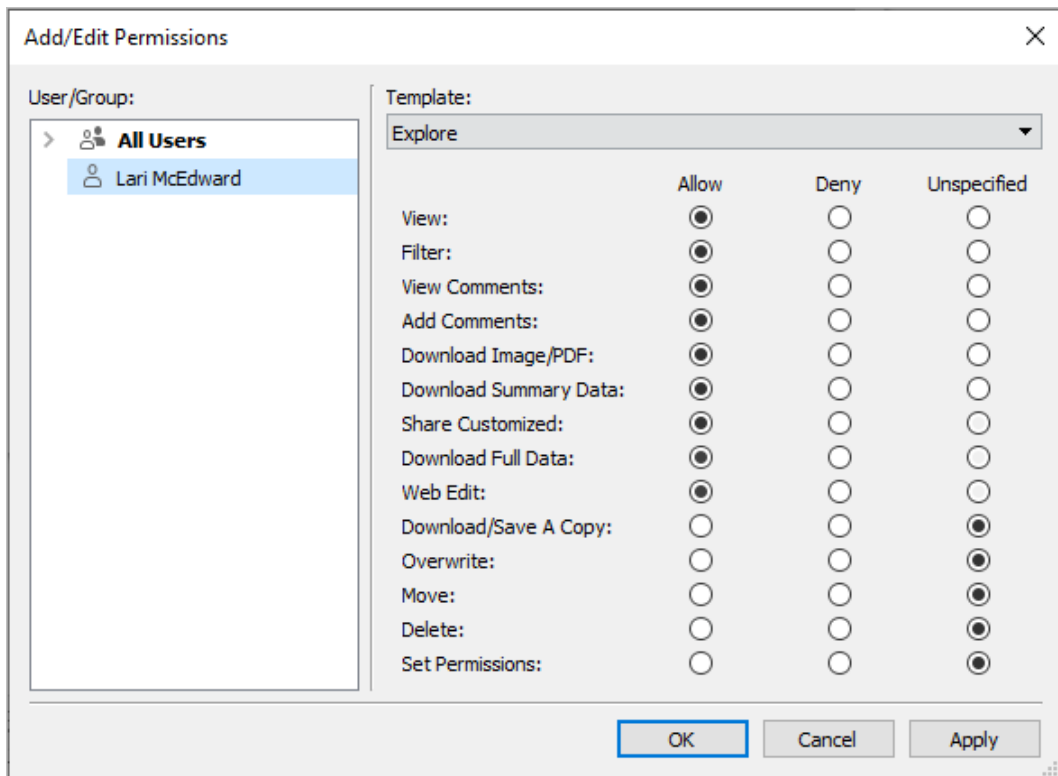 Add/Edit Permissions
User/Group:
All Users
Lari McEdward
Template:
Explore
Allow Deny Unspecified
View:
Filter:
View Comments:
Add Comments:
Download Image/PDF:
Download Summary Data:
Share Customized:
Download Full Data:
Web Edit:
Download/Save A Copy:
Overwrite:
Move:
Delete:
Set Permissions:
OK Cancel Apply